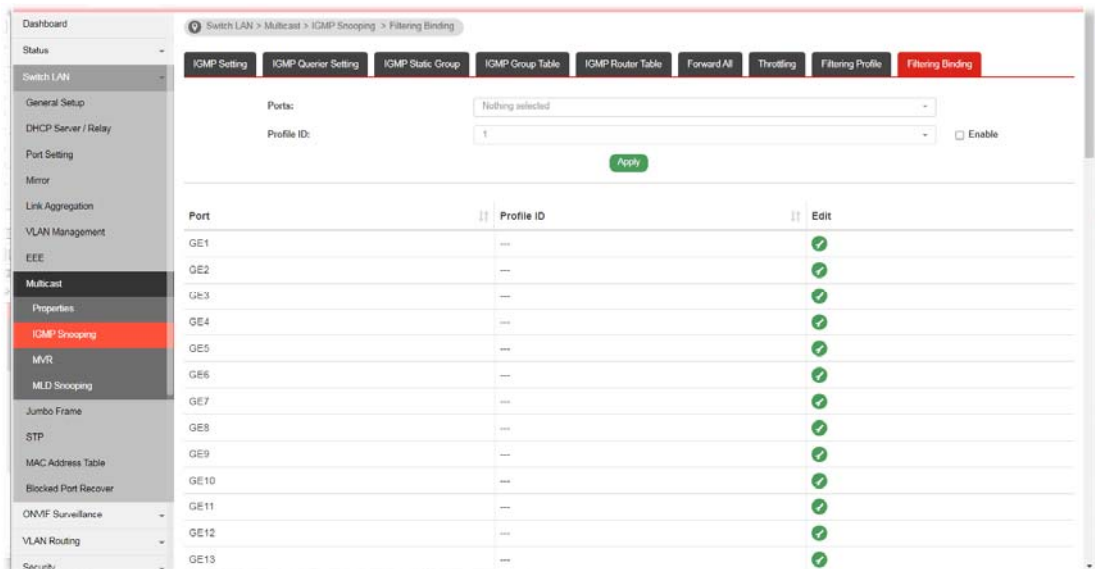 Dashboard
Status
Switch LAN
General Setup
DHCP Server / Relay
Port Setting
Mirror
Link Aggregation
VLAN Management
EEE
Multicast
Properties
IGMP Snooping
MVR
MLD Snooping
Jumbo Frame
STP
MAC Address Table
Blocked Port Recover
ONVIF Surveillance
VLAN Routing
Security
Switch LAN > Multicast > IGMP Snooping > Filtering Binding
IGMP Setting IGMP Querier Setting IGMP Static Group IGMP Group Table IGMP Router Table Forward All Throttling Filtering Profile Filtering Binding
Ports: Nothing selected
Profile ID: 1 Enable
Apply
Port Profile ID Edit
GE1 ---
GE2 ---
GE3 ---
GE4 ---
GE5 ---
GE6 ---
GE7 ---
GE8 ---
GE9 ---
GE10 ---
GE11 ---
GE12 ---
GE13 ---